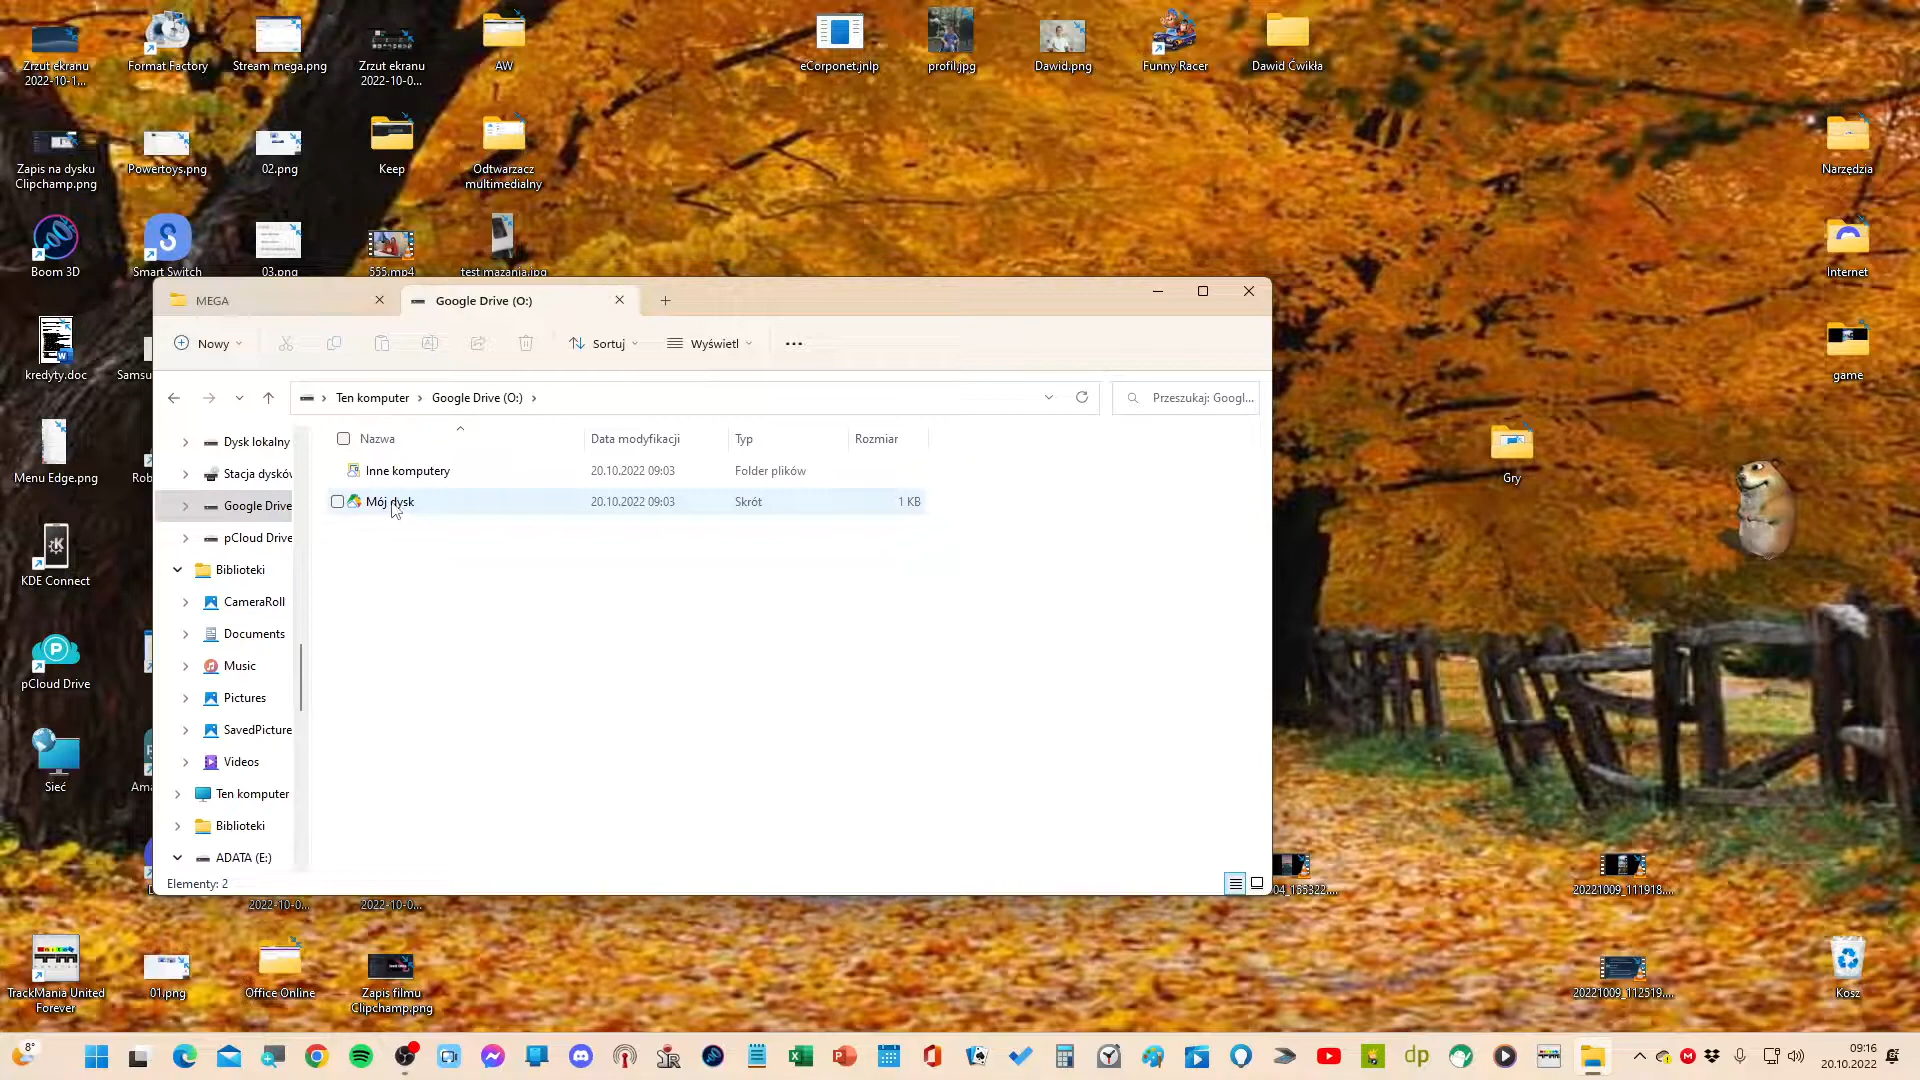 Zrzut ekranu
2022-10-1...
Format Factory
Stream mega.png
Zrzut ekranu
2022-10-0...
AW
eCorponet.jnlp
profil.jpg
Dawid.png
Funny Racer
Dawid Ćwikła
Zapis na dysku
Clipchamp.png
Powertoys.png
02.png
Keep
Odtwarzacz
multimedialny
Narzędzia
Boom 3D
Smart Switch
03.png
555.mp4
test mazania.jpg
Internet
MEGA
Google Drive (O:)
Nowy
Sortuj
Wyświetl
kredyty.doc
Samsu
game
Ten komputer
Google Drive (O:)
Przeszukaj: Googl...
Dysk lokalny
Nazwa
Data modyfikacji
Typ
Rozmiar
Menu Edge.png
Rob
Stacja dysków
Inne komputery
20.10.2022 09:03
Folder plików
Gry
Google Drive
Mój dysk
20.10.2022 09:03
Skrót
1 KB
pCloud Drive
KDE Connect
Biblioteki
CameraRoll
Documents
Music
pCloud Drive
Pictures
SavedPicture
Videos
Sieć
Ama
Ten komputer
Biblioteki
ADATA (E:)
Elementy: 2
04_155322....
20221009_111918....
2022-10-0...
2022-10-0...
TrackMania United
Forever
01.png
Office Online
Zapis filmu
Clipchamp.png
20221009_112519....
Kosz
8°
09:16
20.10.2022